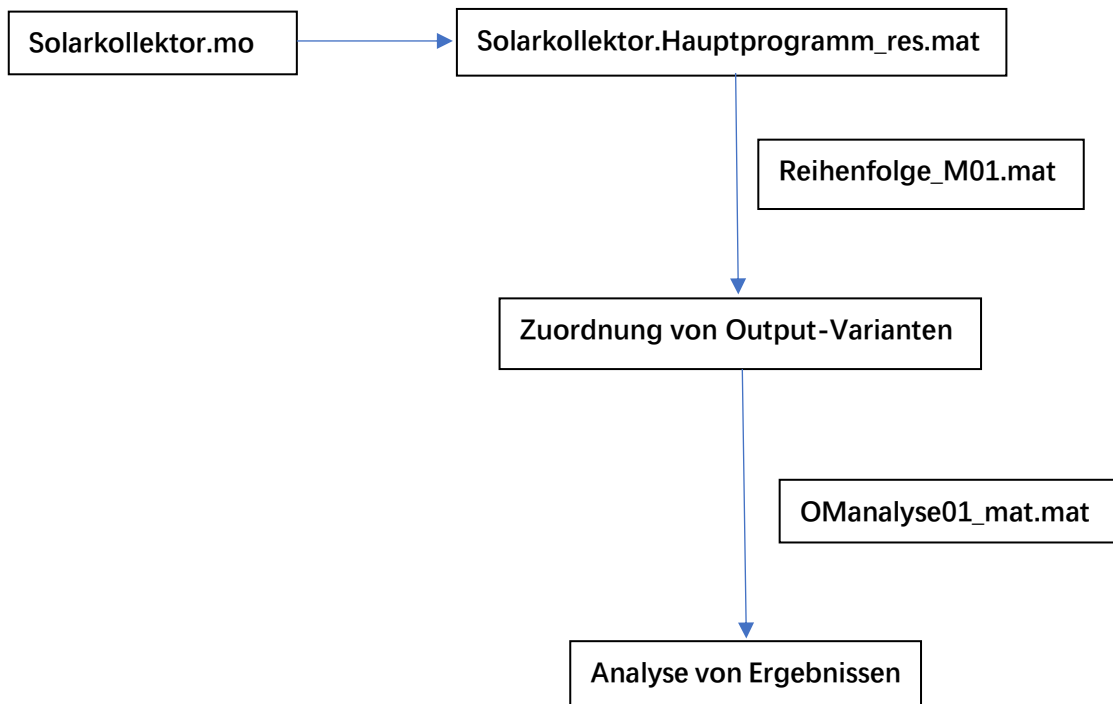 Solarkollektor.mo
Solarkollektor.Hauptprogramm_res.mat
Reihenfolge_M01.mat
Zuordnung von Output-Varianten
OManalyse01_mat.mat
Analyse von Ergebnissen